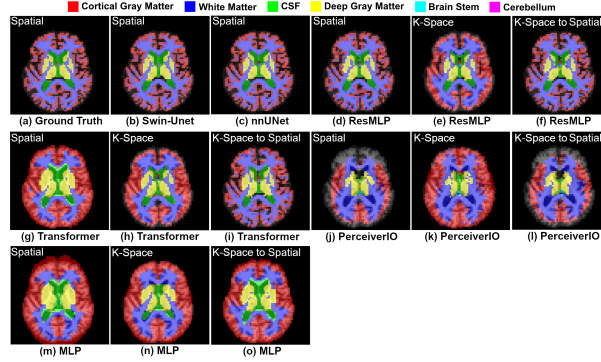 Cortical Gray Matter White Matter CSF Deep Gray Matter Brain Stem Cerebellum
Spatial Spatial Spatial Spatial K-Space K-Space to Spatial
(a) Ground Truth (b) Swin-Unet (c) nnUNet (d) ResMLP (e) ResMLP (f) ResMLP
Spatial K-Space K-Space to Spatial Spatial K-Space K-Space to Spatial
(g) Transformer (h) Transformer (i) Transformer (j) PerceiverIO (k) PerceiverIO (l) PerceiverIO
Spatial K-Space K-Space to Spatial
(m) MLP (n) MLP (o) MLP